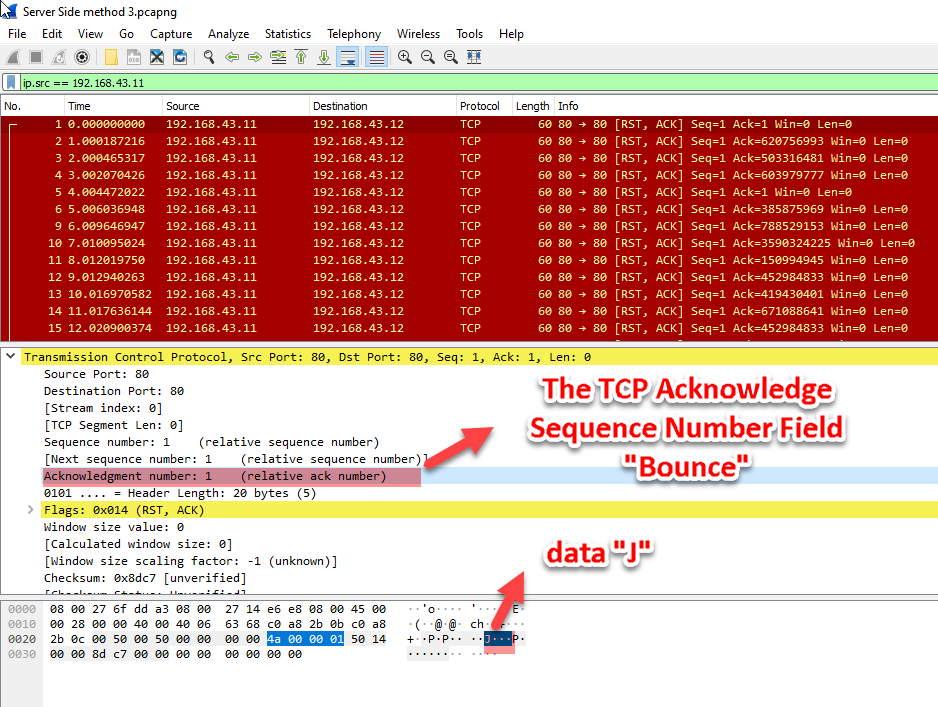 Server Side method 3.pcapng
File Edit View Go Capture Analyze Statistics Telephony Wireless Tools Help
ip.src == 192.168.43.11
No. Time Source Destination Protocol Length Info
1 0.000000000 192.168.43.11 192.168.43.12 TCP 60 80 → 80 [RST, ACK] Seq=1 Ack=1 Win=0 Len=0
2 1.000187216 192.168.43.11 192.168.43.12 TCP 60 80 → 80 [RST, ACK] Seq=1 Ack=620756993 Win=0 Len=0
3 2.000465317 192.168.43.11 192.168.43.12 TCP 60 80 → 80 [RST, ACK] Seq=1 Ack=503316481 Win=0 Len=0
4 3.002070426 192.168.43.11 192.168.43.12 TCP 60 80 → 80 [RST, ACK] Seq=1 Ack=603979777 Win=0 Len=0
5 4.004472022 192.168.43.11 192.168.43.12 TCP 60 80 → 80 [RST, ACK] Seq=1 Ack=1 Win=0 Len=0
6 5.006036948 192.168.43.11 192.168.43.12 TCP 60 80 → 80 [RST, ACK] Seq=1 Ack=385875969 Win=0 Len=0
9 6.009646947 192.168.43.11 192.168.43.12 TCP 60 80 → 80 [RST, ACK] Seq=1 Ack=788529153 Win=0 Len=0
10 7.010095024 192.168.43.11 192.168.43.12 TCP 60 80 → 80 [RST, ACK] Seq=1 Ack=3590324225 Win=0 Len=0
11 8.012019750 192.168.43.11 192.168.43.12 TCP 60 80 → 80 [RST, ACK] Seq=1 Ack=150994945 Win=0 Len=0
12 9.012940263 192.168.43.11 192.168.43.12 TCP 60 80 → 80 [RST, ACK] Seq=1 Ack=452984833 Win=0 Len=0
13 10.016970582 192.168.43.11 192.168.43.12 TCP 60 80 → 80 [RST, ACK] Seq=1 Ack=419430401 Win=0 Len=0
14 11.017636144 192.168.43.11 192.168.43.12 TCP 60 80 → 80 [RST, ACK] Seq=1 Ack=671088641 Win=0 Len=0
15 12.020900374 192.168.43.11 192.168.43.12 TCP 60 80 → 80 [RST, ACK] Seq=1 Ack=452984833 Win=0 Len=0
Transmission Control Protocol, Src Port: 80, Dst Port: 80, Seq: 1, Ack: 1, Len: 0
Source Port: 80
Destination Port: 80
[Stream index: 0]
[TCP Segment Len: 0]
Sequence number: 1 (relative sequence number)
[Next sequence number: 1 (relative sequence number)]
Acknowledgment number: 1 (relative ack number)
0101 .... = Header Length: 20 bytes (5)
Flags: 0x014 (RST, ACK)
Window size value: 0
[Calculated window size: 0]
[Window size scaling factor: -1 (unknown)]
Checksum: 0x8dc7 [unverified]
[Checksum Status: Unverified]
The TCP Acknowledge
Sequence Number Field
"Bounce"
data "J"
0000 08 00 27 6f dd a3 08 00 27 14 e6 e8 08 00 45 00 ··'o···· '·····E·
0010 00 28 00 00 40 00 40 06 63 68 c0 a8 2b 0b c0 a8 ·(··@·@· ch··+···
0020 2b 0c 00 50 00 50 00 00 00 00 4a 00 00 01 50 14 +··P·P·· ··J···P·
0030 00 00 8d c7 00 00 00 00 00 00 00 00 ········ ····